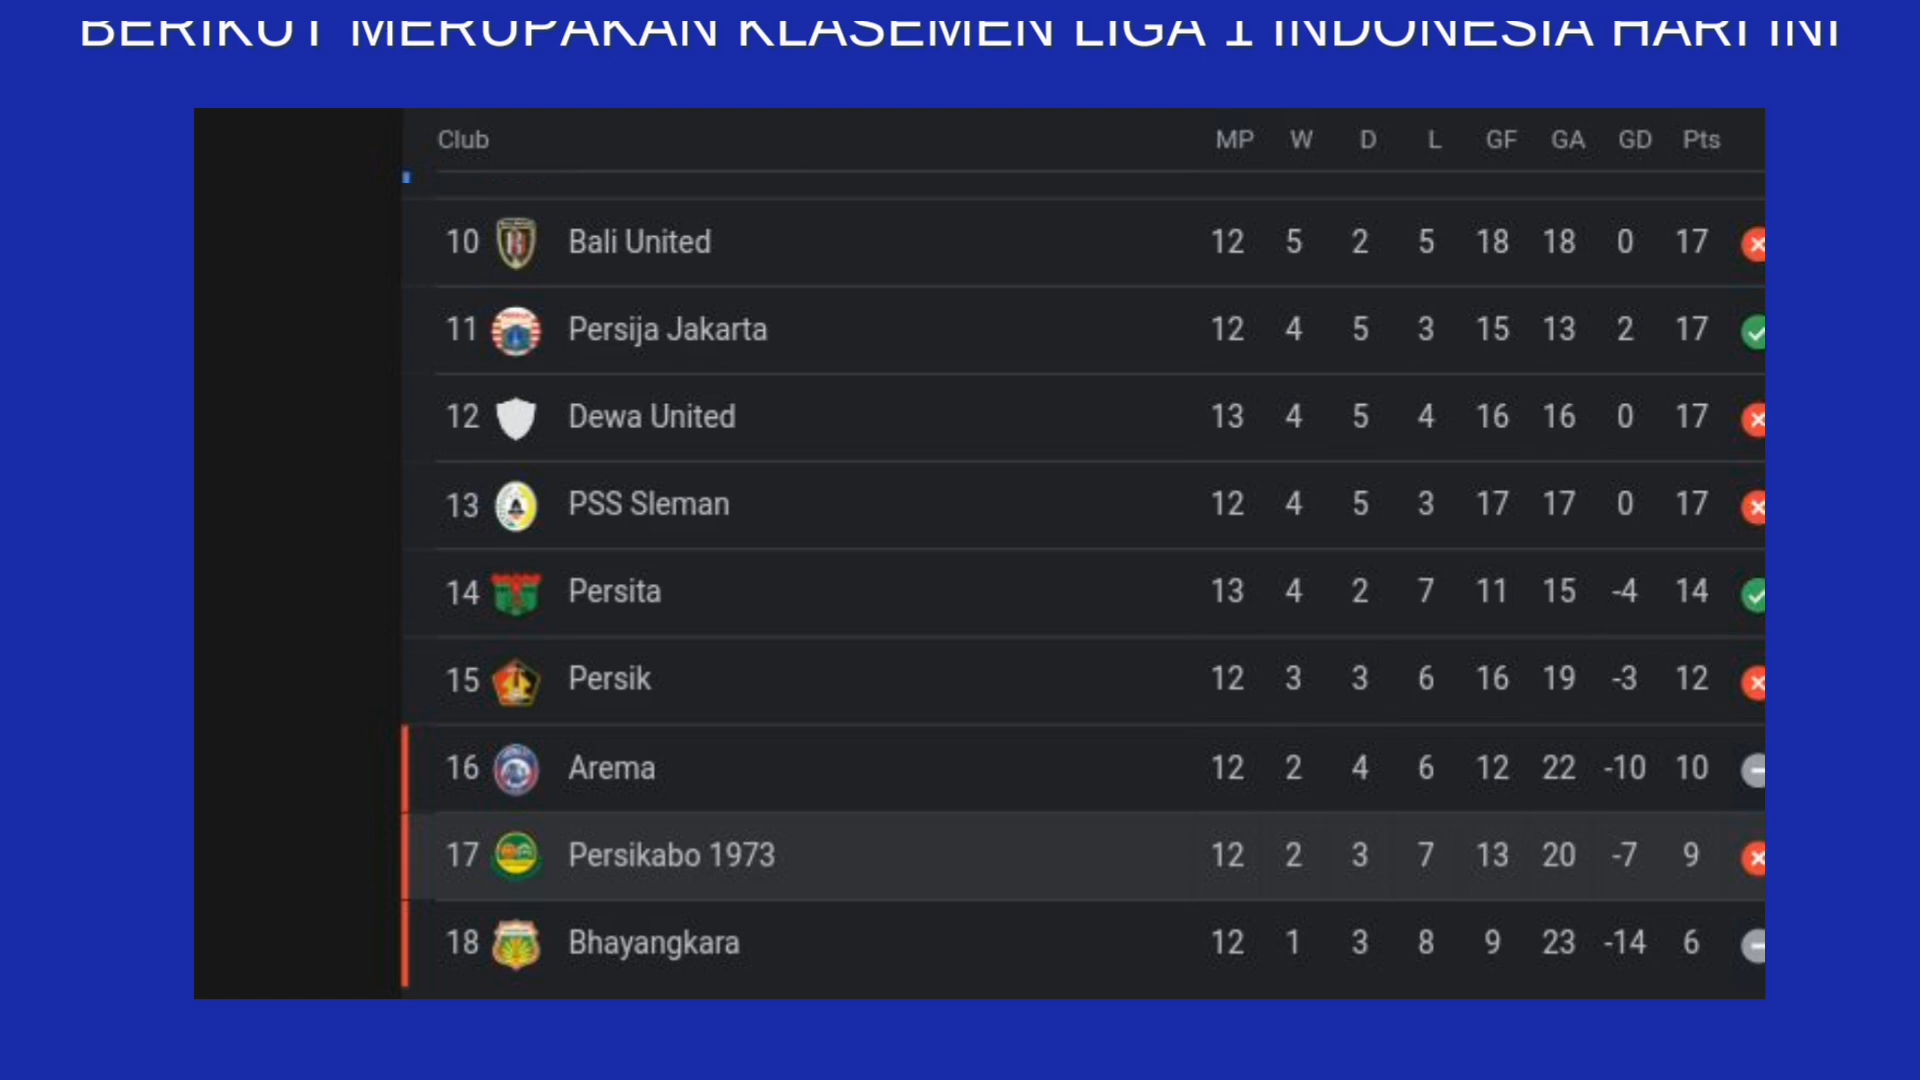 BERIKUT MERUPAKAN KLASEMEN LIGA 1 INDONESIA HARI INI
Club MP W D L GF GA GD Pts
10 Bali United 12 5 2 5 18 18 0 17
11 Persija Jakarta 12 4 5 3 15 13 2 17
12 Dewa United 13 4 5 4 16 16 0 17
13 PSS Sleman 12 4 5 3 17 17 0 17
14 Persita 13 4 2 7 11 15 -4 14
15 Persik 12 3 3 6 16 19 -3 12
16 Arema 12 2 4 6 12 22 -10 10
17 Persikabo 1973 12 2 3 7 13 20 -7 9
18 Bhayangkara 12 1 3 8 9 23 -14 6